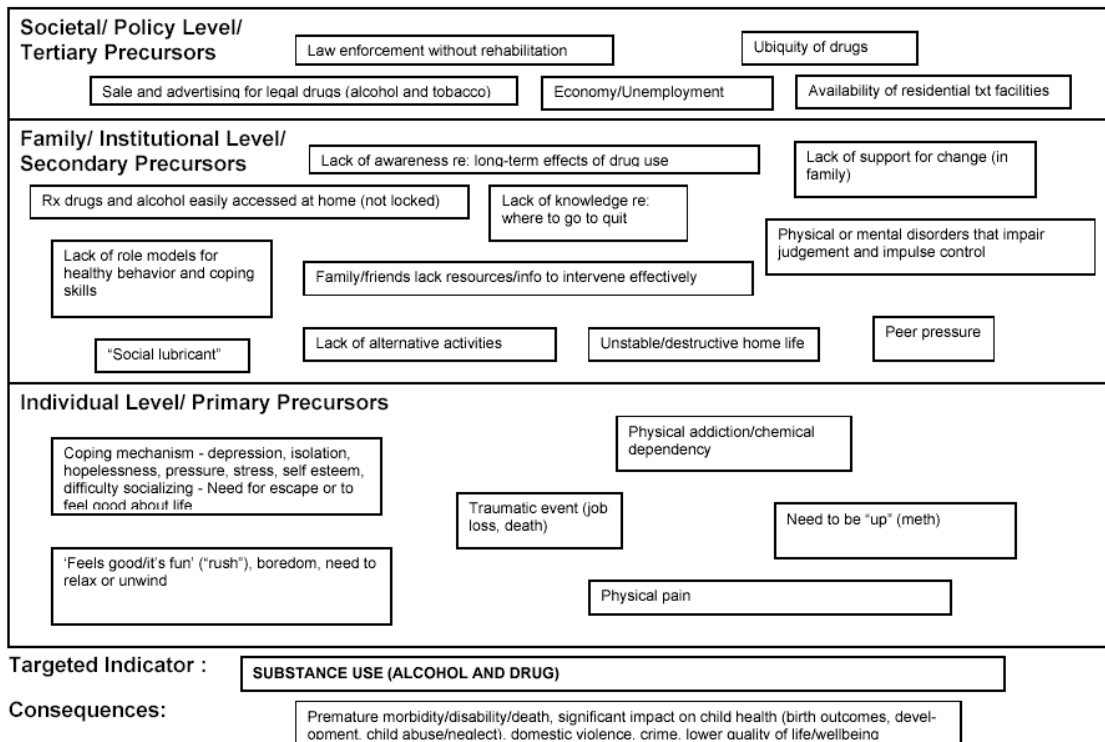 Societal/ Policy Level/
Tertiary Precursors
Law enforcement without rehabilitation
Ubiquity of drugs
Sale and advertising for legal drugs (alcohol and tobacco)
Economy/Unemployment
Availability of residential txt facilities
Family/ Institutional Level/
Secondary Precursors
Lack of awareness re: long-term effects of drug use
Lack of support for change (in
family)
Rx drugs and alcohol easily accessed at home (not locked)
Lack of knowledge re:
where to go to quit
Physical or mental disorders that impair
judgement and impulse control
Lack of role models for
healthy behavior and coping
skills
Family/friends lack resources/info to intervene effectively
Peer pressure
"Social lubricant"
Lack of alternative activities
Unstable/destructive home life
Individual Level/ Primary Precursors
Coping mechanism - depression, isolation,
hopelessness, pressure, stress, self esteem,
difficulty socializing - Need for escape or to
feel good about life
Physical addiction/chemical
dependency
Traumatic event (job
loss, death)
Need to be "up" (meth)
'Feels good/it's fun' ("rush"), boredom, need to
relax or unwind
Physical pain
Targeted Indicator :
SUBSTANCE USE (ALCOHOL AND DRUG)
Consequences:
Premature morbidity/disability/death, significant impact on child health (birth outcomes, devel-
opment, child abuse/neglect), domestic violence, crime, lower quality of life/wellbeing